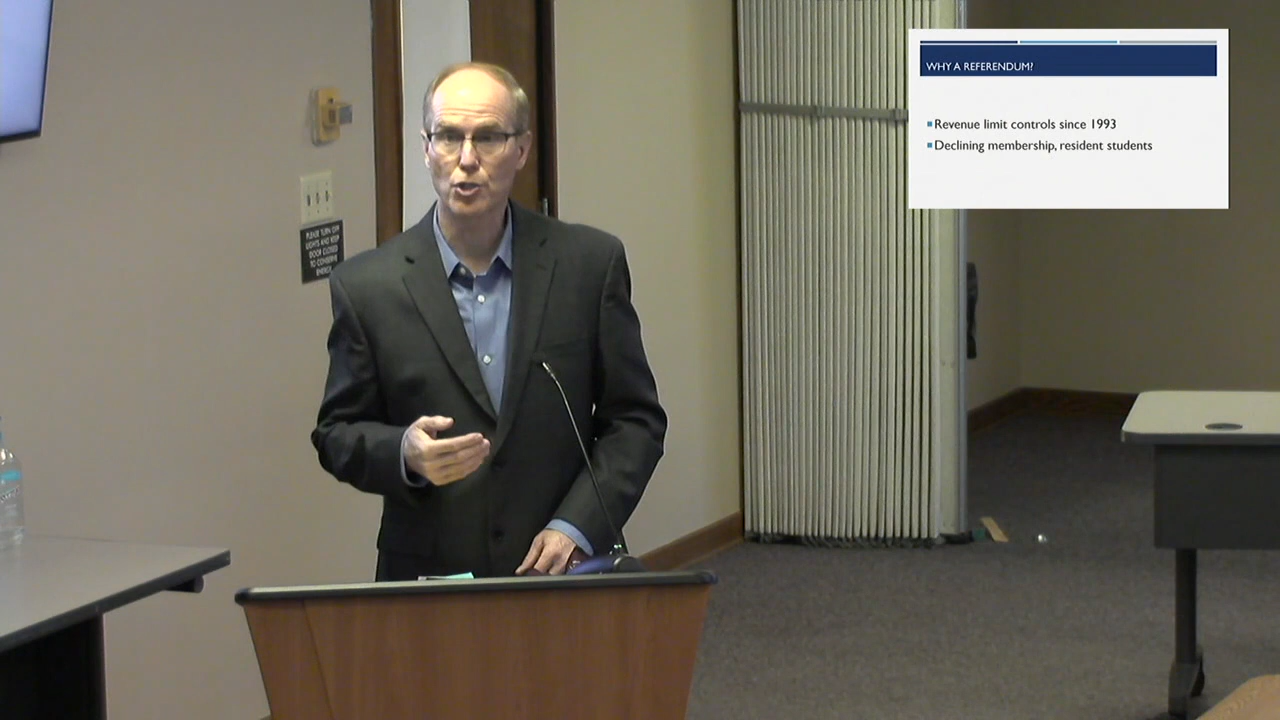 WHY A REFERENDUM?
▪Revenue limit controls since 1993
▪Declining membership, resident students
PLEASE TURN OFF
LIGHTS AND KEEP
DOOR CLOSED
TO CONSERVE
ENERGY